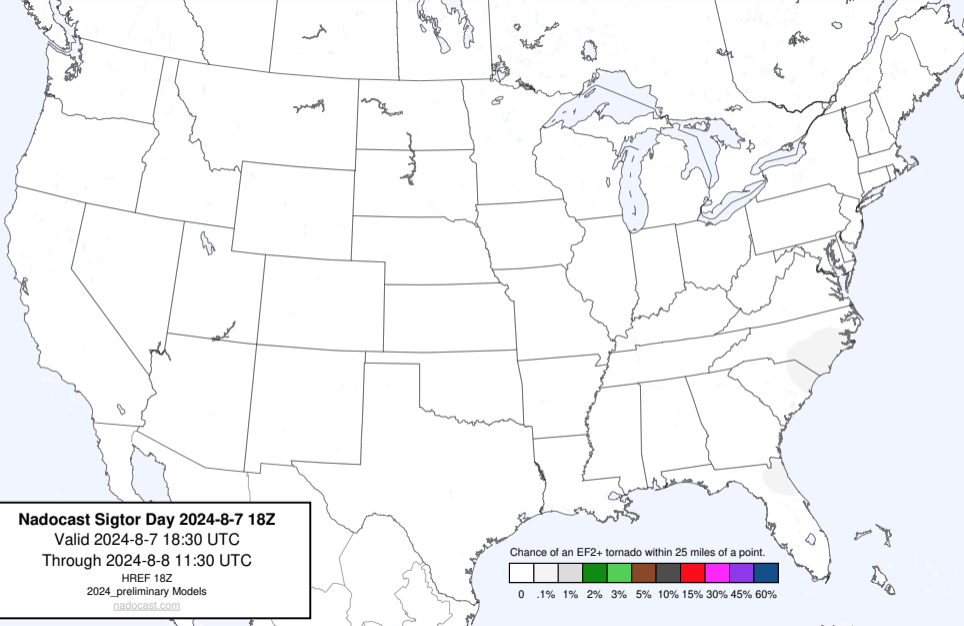 Nadocast Sigtor Day 2024-8-7 18Z
Valid 2024-8-7 18:30 UTC
Through 2024-8-8 11:30 UTC
HREF 18Z
2024_preliminary Models
nadocast.com
Chance of an EF2+ tornado within 25 miles of a point.
0 .1% 1% 2% 3% 5% 10% 15% 30% 45% 60%